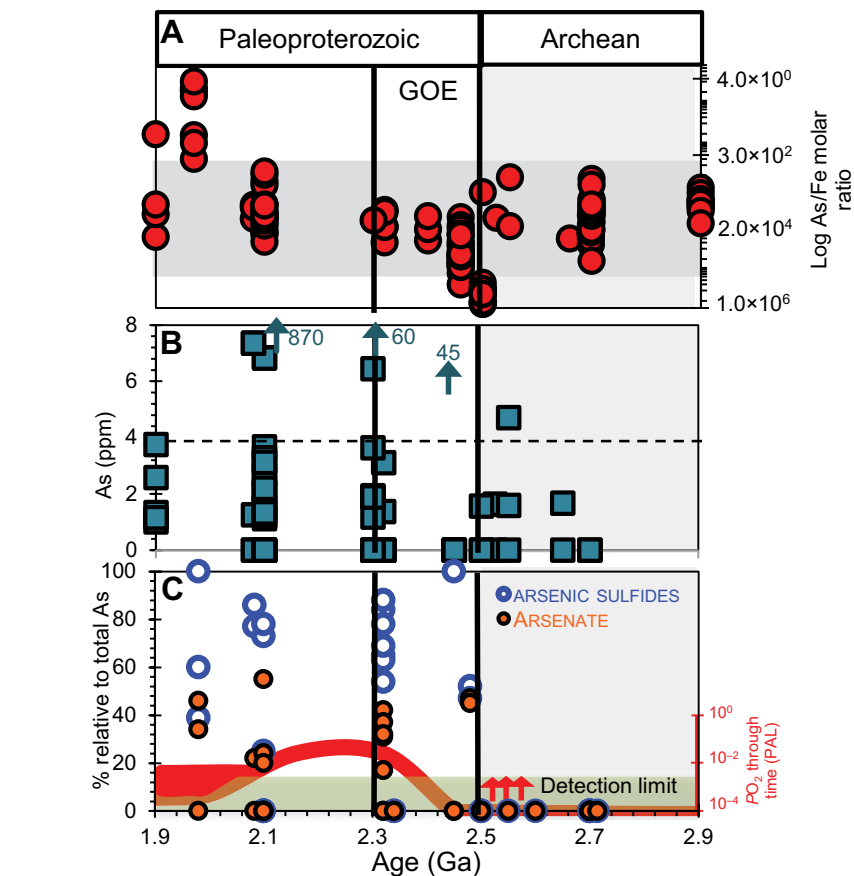 A
Paleoproterozoic
Archean
GOE
4.0×10⁰
3.0×10²
2.0×10⁴
1.0×10⁶
Log As/Fe molar
ratio
B
8
6
4
2
0
As (ppm)
870
60
45
C
100
80
60
40
20
0
% relative to total As
ARSENIC SULFIDES
ARSENATE
Detection limit
10⁰
10⁻²
10⁻⁴
PO₂ through
time (PAL)
1.9
2.1
2.3
2.5
2.7
2.9
Age (Ga)